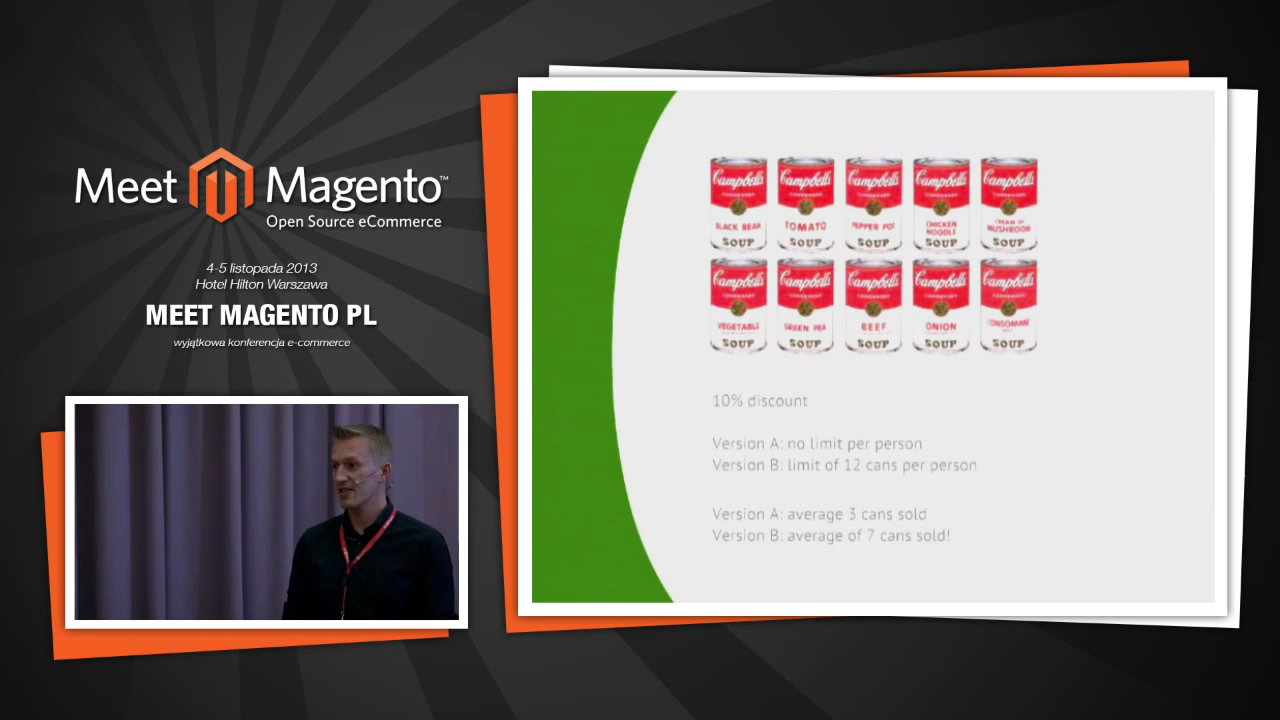 Meet Magento™
Open Source eCommerce
4-5 listopada 2013
Hotel Hilton Warszawa
MEET MAGENTO PL
wyjątkowa konferencja e-commerce
Campbell's Campbell's Campbell's Campbell's Campbell's
BLACK BEAN TOMATO PEPPER POT CHICKEN NOODLE CREAM OF MUSHROOM
SOUP SOUP SOUP SOUP SOUP
Campbell's Campbell's Campbell's Campbell's Campbell's
VEGETABLE GREEN PEA BEEF ONION CONSOMME
SOUP SOUP SOUP SOUP SOUP
10% discount
Version A: no limit per person
Version B: limit of 12 cans per person
Version A: average 3 cans sold
Version B: average of 7 cans sold!